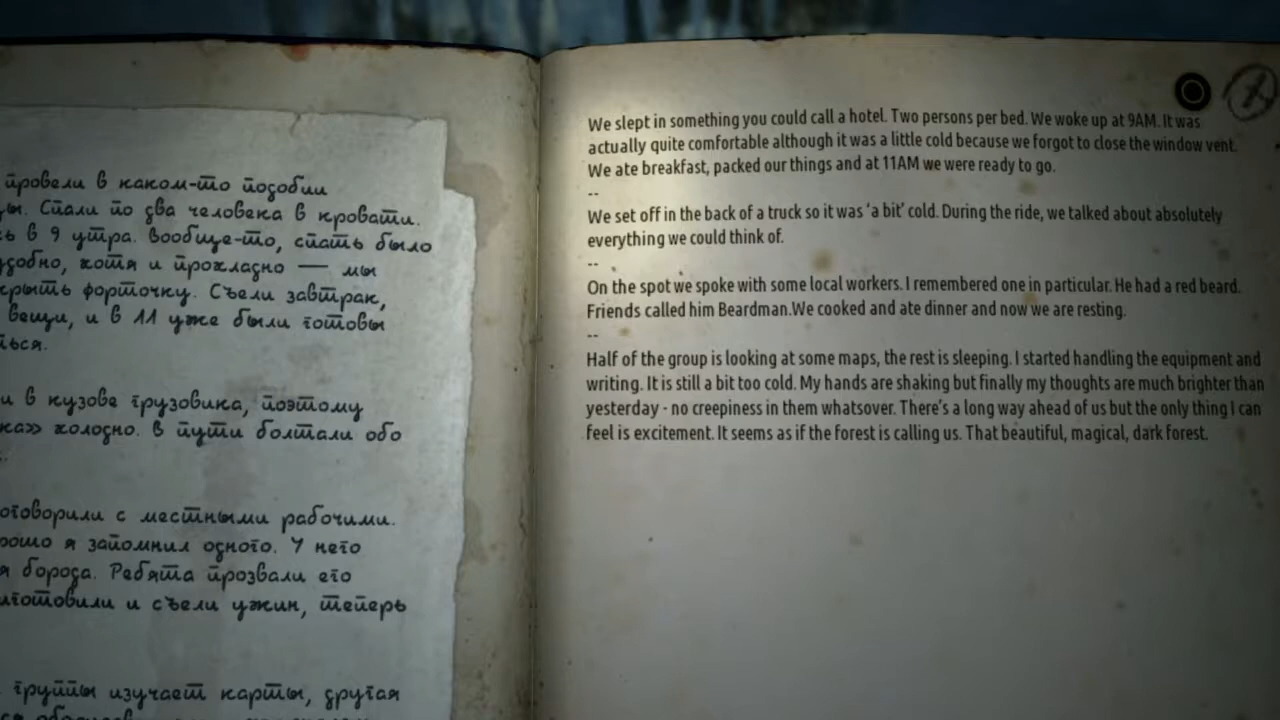 провели в каком-то подобии
Спали по два человека в кровати.
в 9 утра. Вообще-то, спать было
удобно, хотя и прохладно — мы
форточку. Съели завтрак,
вещи, и в 11 уже были готовы
и в кузове грузовика, поэтому
холодно. В пути болтали обо
с местными рабочими.
я запомнил одного. У него
борода. Ребята прозвали его
и съели ужин, теперь
группы изучает карты, другая
We slept in something you could call a hotel. Two persons per bed. We woke up at 9AM. It was
actually quite comfortable although it was a little cold because we forgot to close the window vent.
We ate breakfast, packed our things and at 11AM we were ready to go.
--
We set off in the back of a truck so it was ‘a bit’ cold. During the ride, we talked about absolutely
everything we could think of.
--
On the spot we spoke with some local workers. I remembered one in particular. He had a red beard.
Friends called him Beardman.We cooked and ate dinner and now we are resting.
--
Half of the group is looking at some maps, the rest is sleeping. I started handling the equipment and
writing. It is still a bit too cold. My hands are shaking but finally my thoughts are much brighter than
yesterday - no creepiness in them whatsover. There's a long way ahead of us but the only thing I can
feel is excitement. It seems as if the forest is calling us. That beautiful, magical, dark forest.